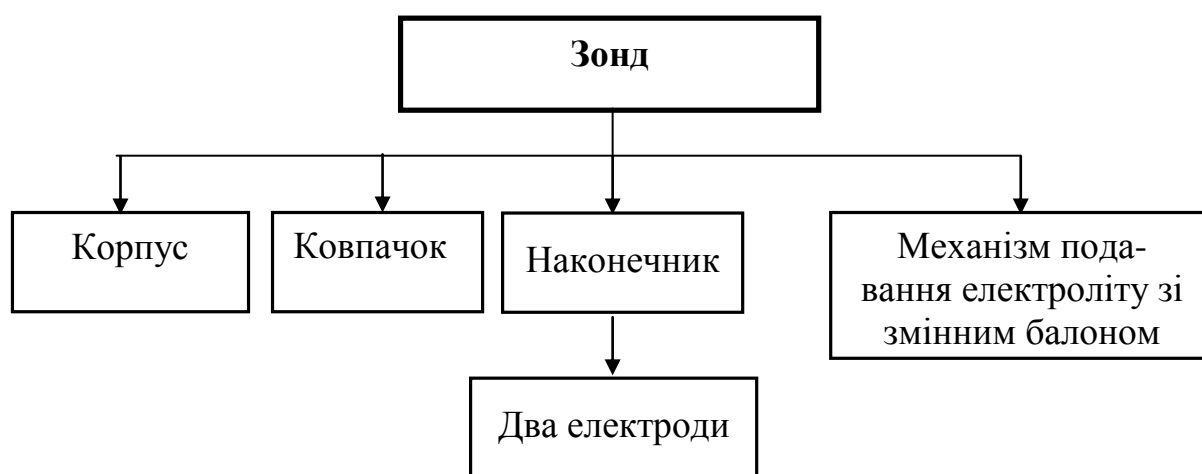 Зонд
Корпус
Ковпачок
Наконечник
Механізм пода-
вання електроліту зі
змінним балоном
Два електроди